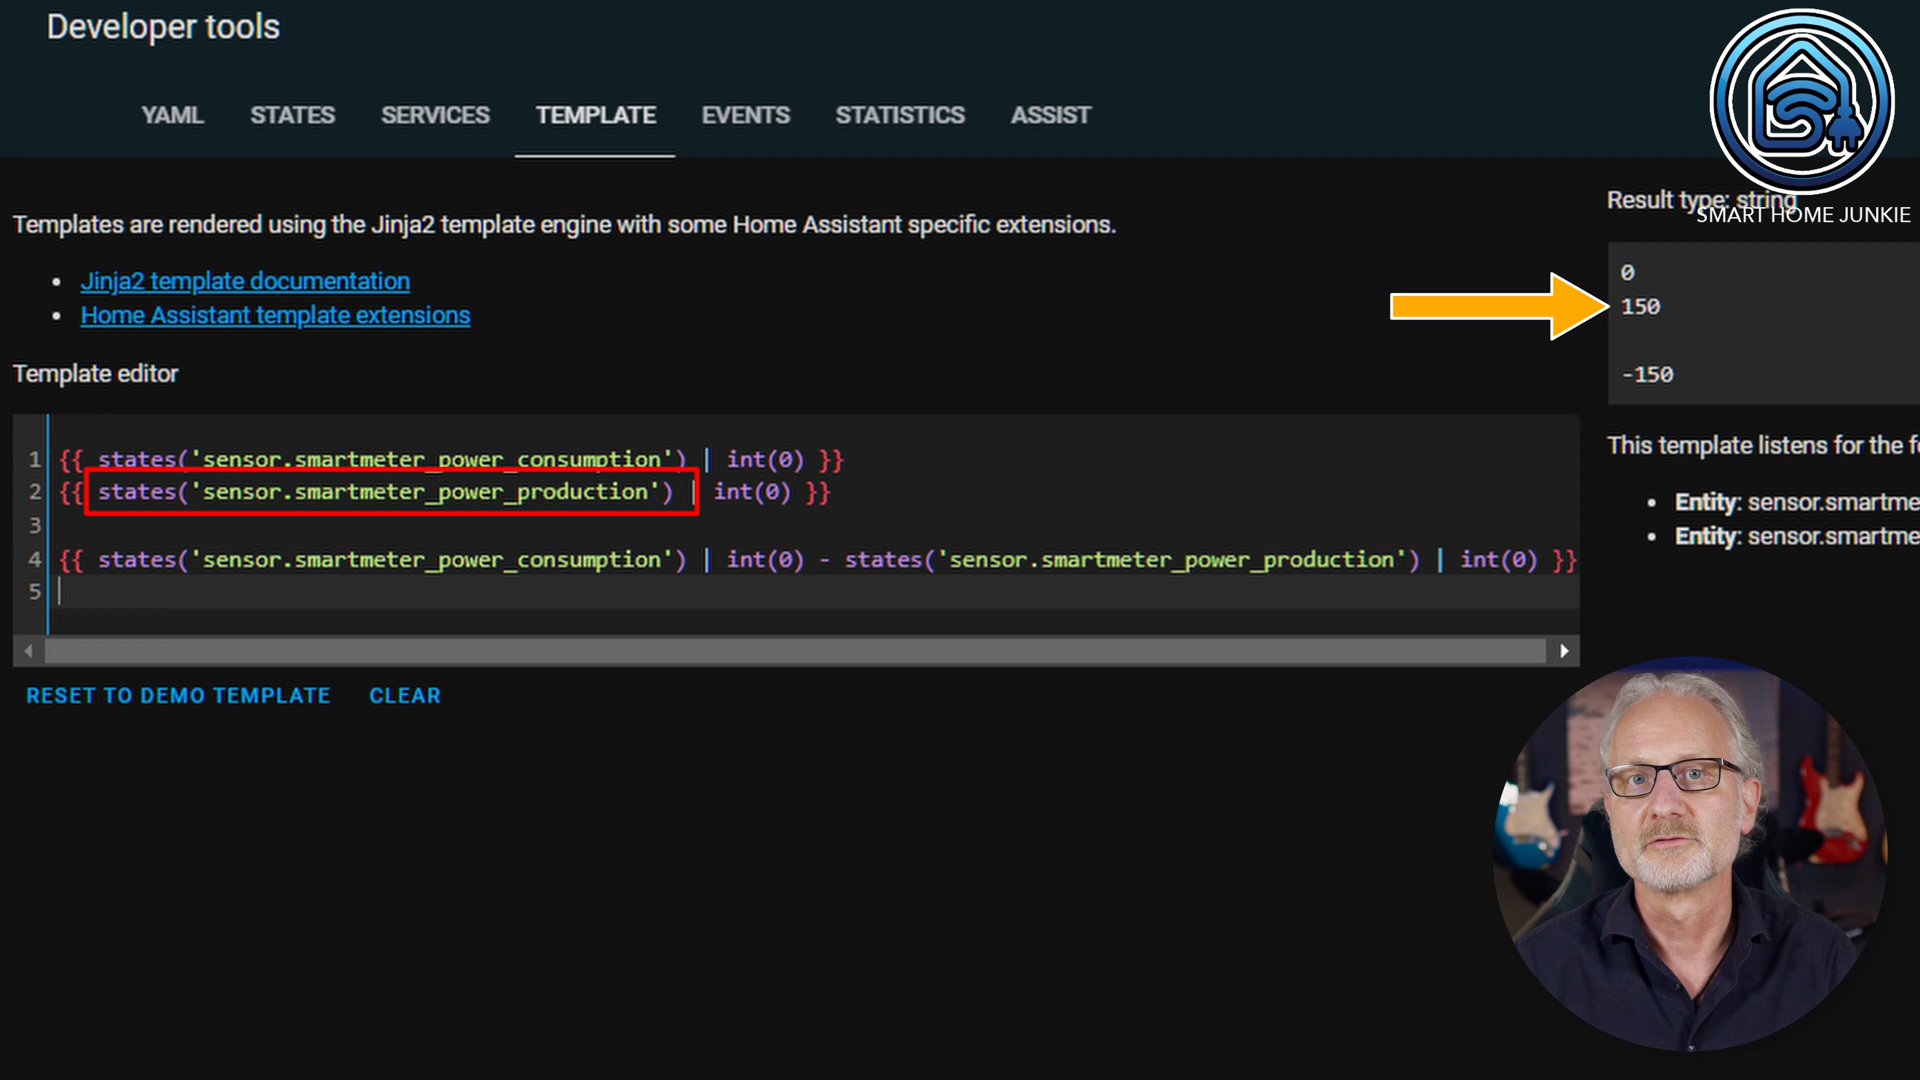 Developer tools
YAML STATES SERVICES TEMPLATE EVENTS STATISTICS ASSIST
SMART HOME JUNKIE
Templates are rendered using the Jinja2 template engine with some Home Assistant specific extensions.
Jinja2 template documentation
Home Assistant template extensions
Template editor
1 {{ states('sensor.smartmeter_power_consumption') | int(0) }}
2 {{ states('sensor.smartmeter_power_production') | int(0) }}
3
4 {{ states('sensor.smartmeter_power_consumption') | int(0) - states('sensor.smartmeter_power_production') | int(0) }}
5
RESET TO DEMO TEMPLATE CLEAR
Result type: string
0
150
-150
This template listens for the fo
Entity: sensor.smartme
Entity: sensor.smartme